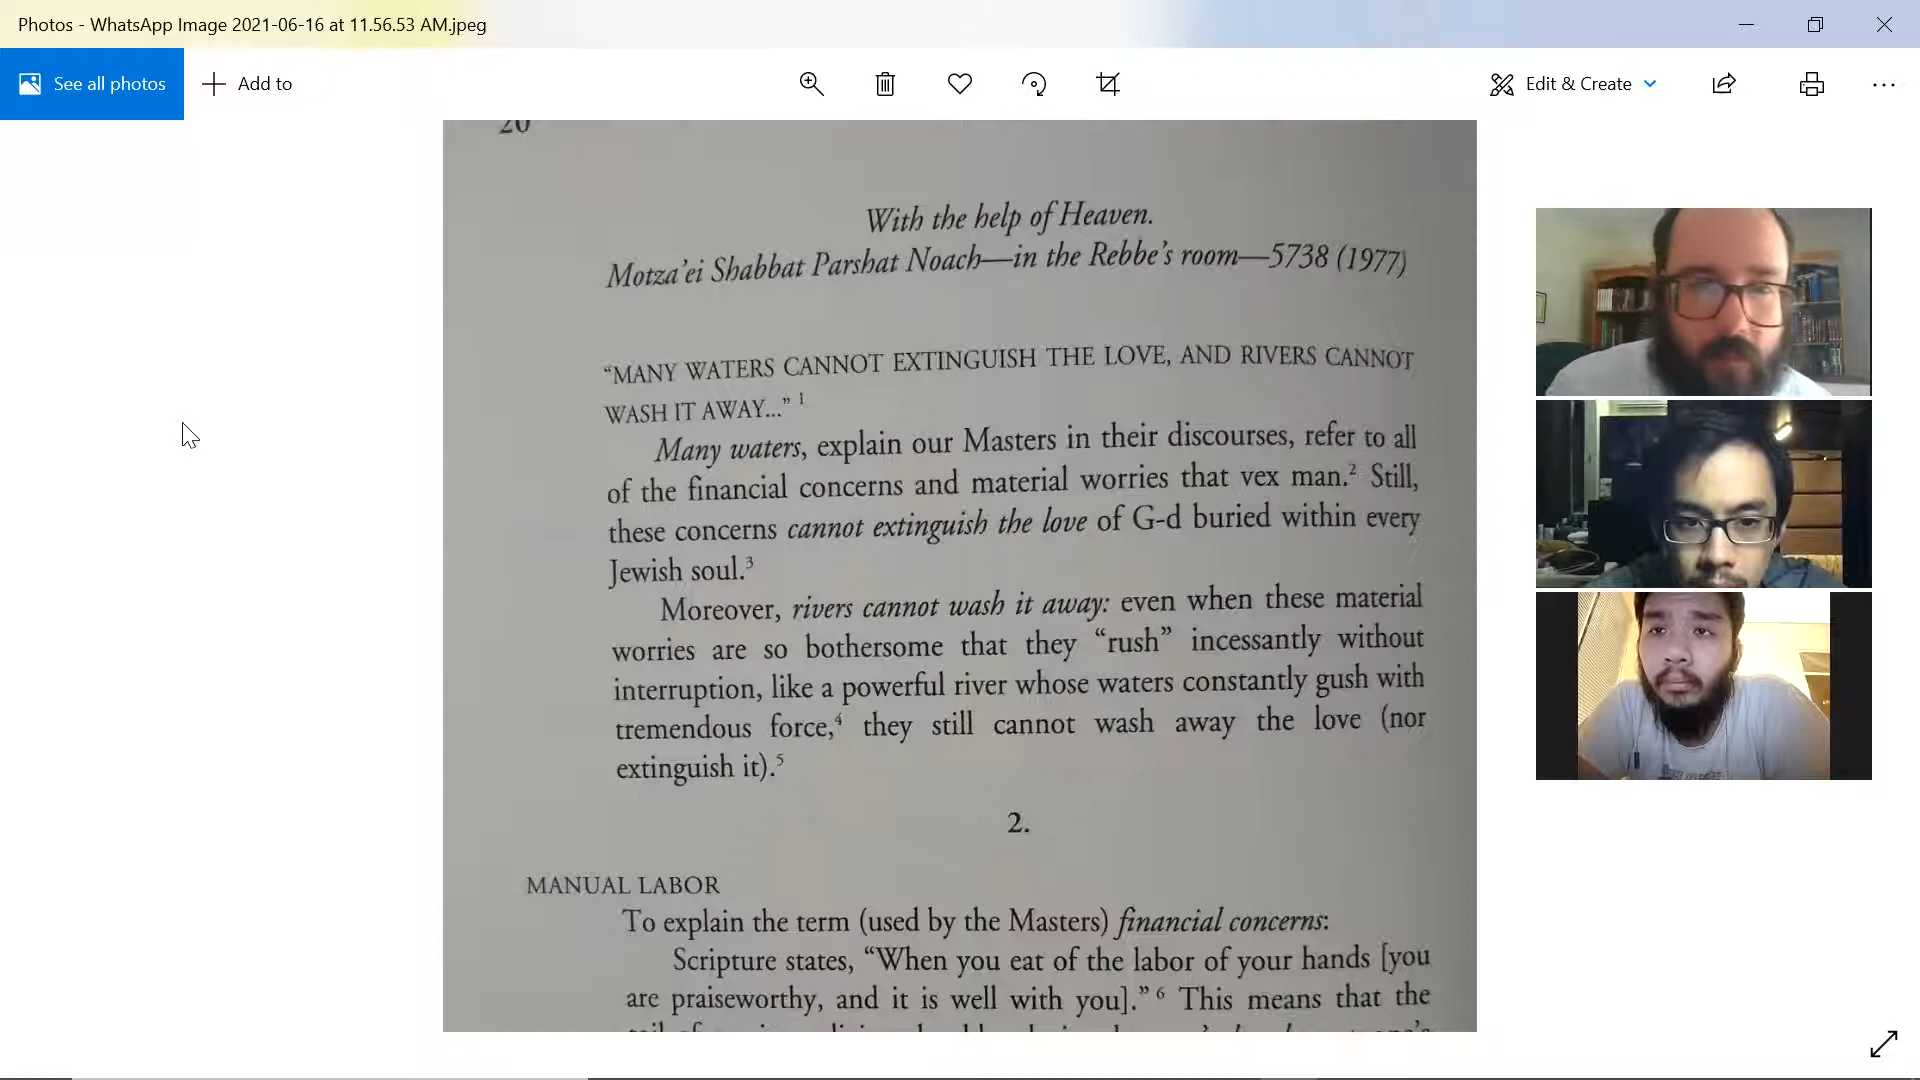 Photos - WhatsApp Image 2021-06-16 at 11.56.53 AM.jpeg
See all photos
Add to
Edit & Create
20
With the help of Heaven.
Motza'ei Shabbat Parshat Noach—in the Rebbe's room—5738 (1977)
“MANY WATERS CANNOT EXTINGUISH THE LOVE, AND RIVERS CANNOT
WASH IT AWAY...” 1
Many waters, explain our Masters in their discourses, refer to all
of the financial concerns and material worries that vex man.2 Still,
these concerns cannot extinguish the love of G-d buried within every
Jewish soul.3
Moreover, rivers cannot wash it away: even when these material
worries are so bothersome that they “rush” incessantly without
interruption, like a powerful river whose waters constantly gush with
tremendous force,4 they still cannot wash away the love (nor
extinguish it).5
2.
MANUAL LABOR
To explain the term (used by the Masters) financial concerns:
Scripture states, “When you eat of the labor of your hands [you
are praiseworthy, and it is well with you].” 6 This means that the